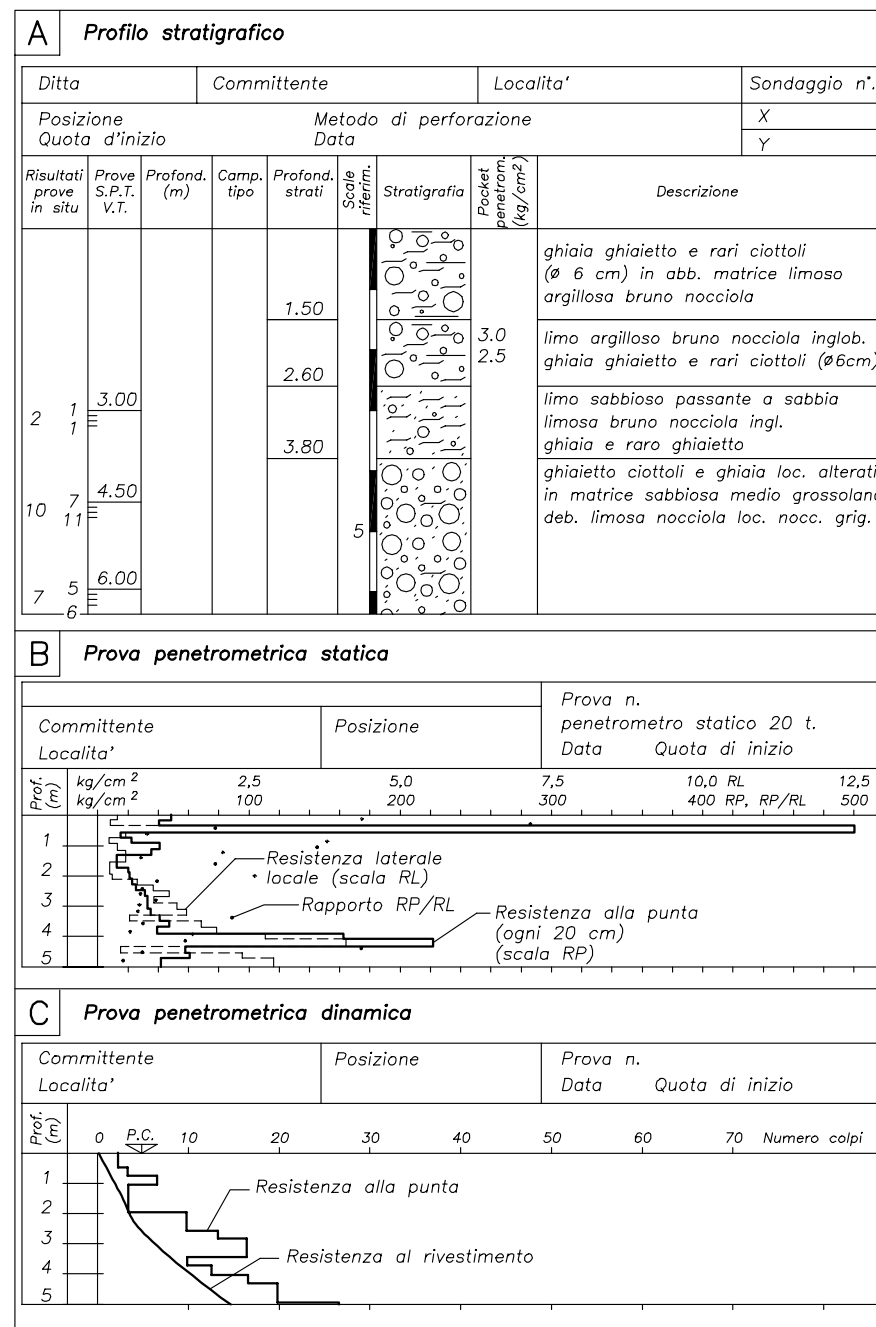 A Profilo stratigrafico
Ditta Committente Localita' Sondaggio n°.
Posizione Metodo di perforazione X
Quota d'inizio Data Y
Risultati prove in situ
Prove S.P.T. V.T.
Profond. (m)
Camp. tipo
Profond. strati
Scale riferim.
Stratigrafia
Pocket penetrom. (kg/cm2)
Descrizione
ghiaia ghiaietto e rari ciottoli
(ø 6 cm) in abb. matrice limoso
argillosa bruno nocciola
1.50
3.0
2.5
limo argilloso bruno nocciola inglob.
ghiaia ghiaietto e rari ciottoli (ø6cm)
2.60
limo sabbioso passante a sabbia
limosa bruno nocciola ingl.
ghiaia e raro ghiaietto
2 1 3.00
1
3.80
ghiaietto ciottoli e ghiaia loc. alterati
in matrice sabbiosa medio grossolana
deb. limosa nocciola loc. nocc. grig.
10 7 4.50
11
5
7 5 6.00
6
B Prova penetrometrica statica
Committente
Localita'
Posizione
Prova n.
penetrometro statico 20 t.
Data Quota di inizio
Prof. (m)
kg/cm 2 2,5 5,0 7,5 10,0 RL 12,5
kg/cm 2 100 200 300 400 RP, RP/RL 500
1
2
3
4
5
Resistenza laterale
locale (scala RL)
Rapporto RP/RL
Resistenza alla punta
(ogni 20 cm)
(scala RP)
C Prova penetrometrica dinamica
Committente
Localita'
Posizione
Prova n.
Data Quota di inizio
Prof. (m)
0 P.C. 10 20 30 40 50 60 70 Numero colpi
1
2
3
4
5
Resistenza alla punta
Resistenza al rivestimento